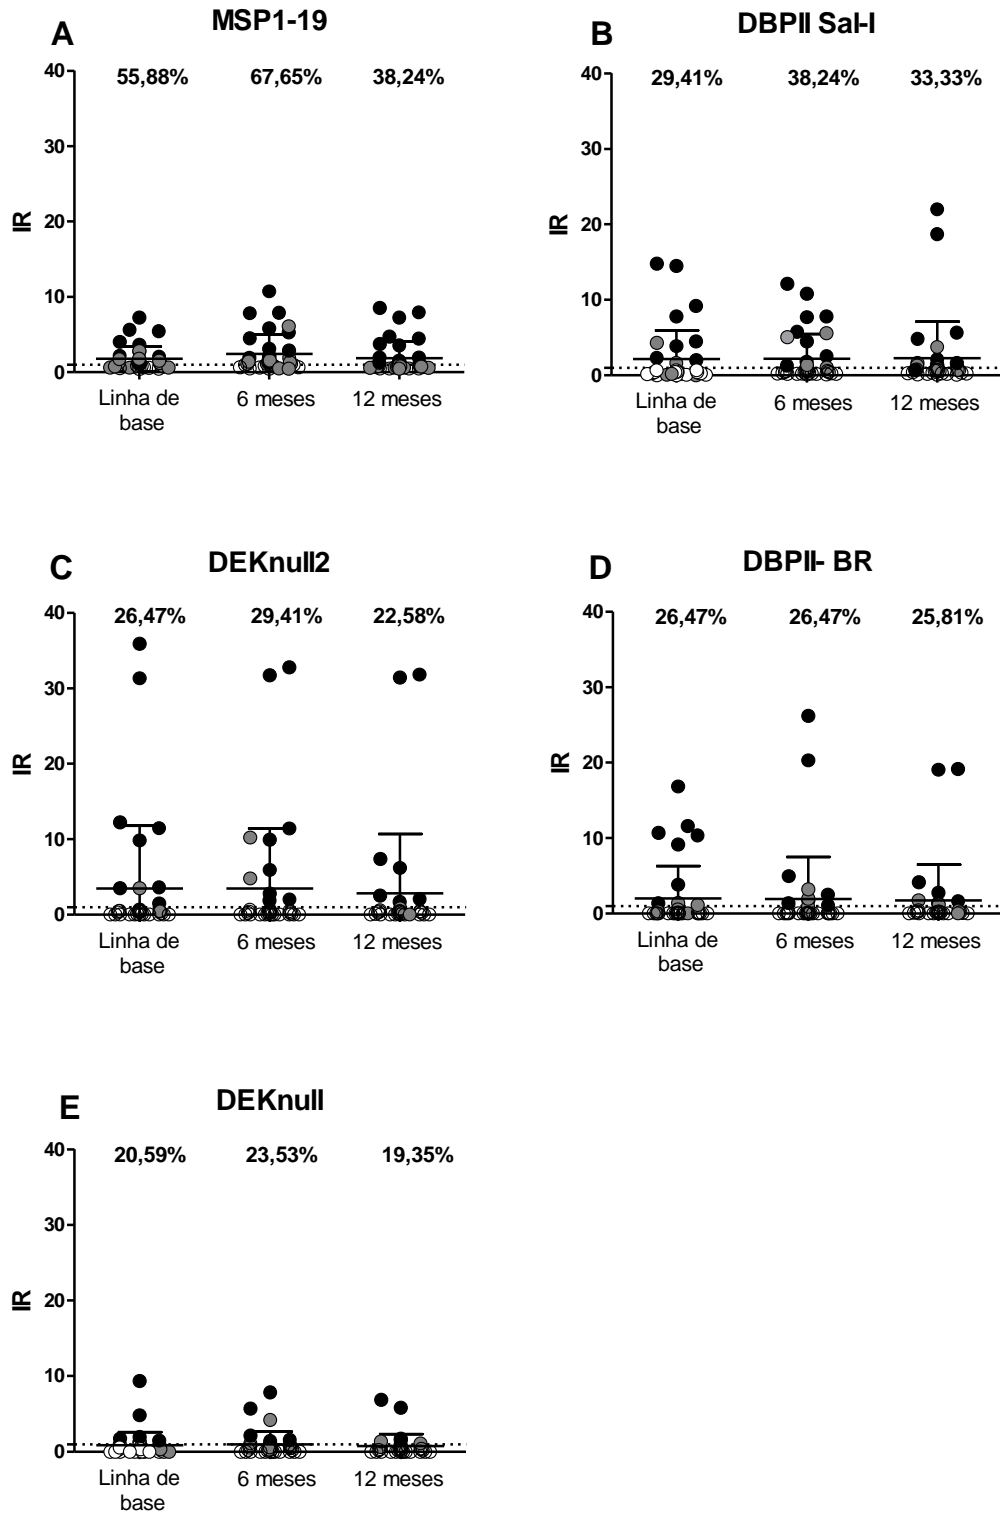 A
MSP1-19
55,88%
67,65%
38,24%
40
30
20
10
0
IR
Linha de
base
6 meses
12 meses
B
DBPII Sal-I
29,41%
38,24%
33,33%
40
30
20
10
0
IR
Linha de
base
6 meses
12 meses
C
DEKnull2
26,47%
29,41%
22,58%
40
30
20
10
0
IR
Linha de
base
6 meses
12 meses
D
DBPII- BR
26,47%
26,47%
25,81%
40
30
20
10
0
IR
Linha de
base
6 meses
12 meses
E
DEKnull
20,59%
23,53%
19,35%
40
30
20
10
0
IR
Linha de
base
6 meses
12 meses